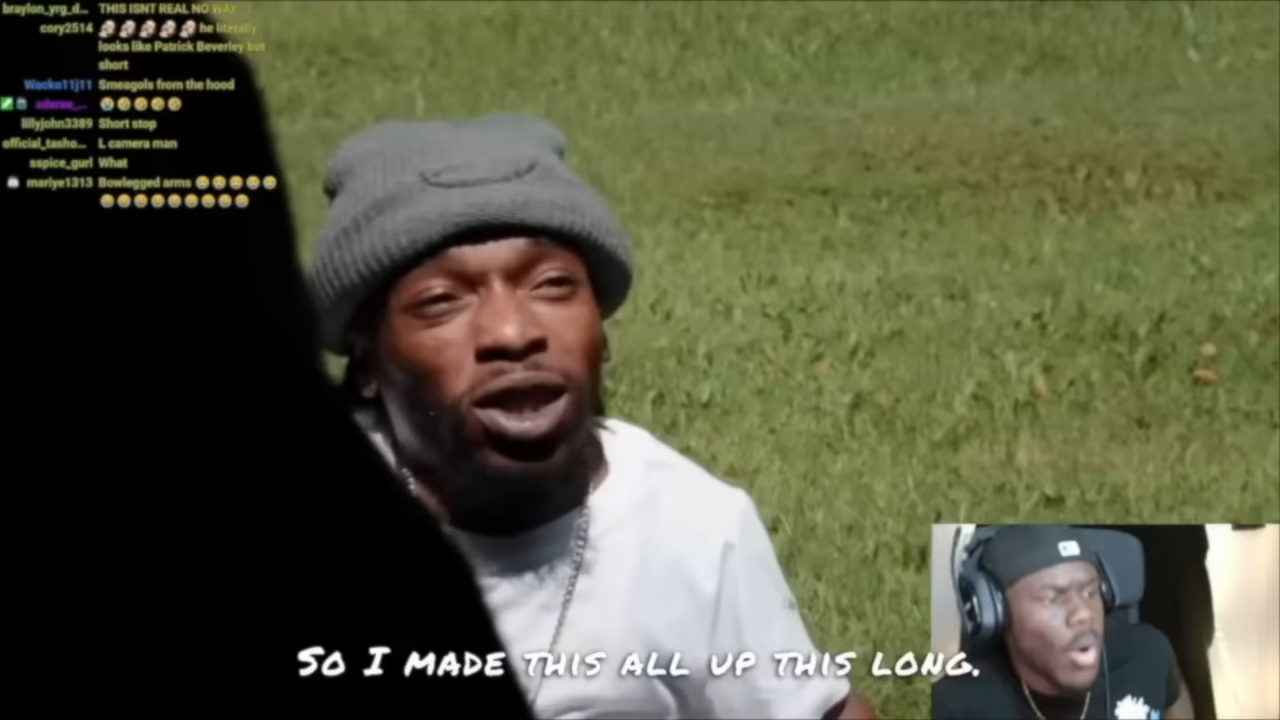 braylon_yrg_d... THIS ISNT REAL NO WAY
cory2514 he literally
looks like Patrick Beverley but
short
Wacko11j11 Smeagols from the hood
lillyjohn3389 Short stop
official_tasho... L camera man
sspice_gurl What
mariye1313 Bowlegged arms
SO I MADE THIS ALL UP THIS LONG.